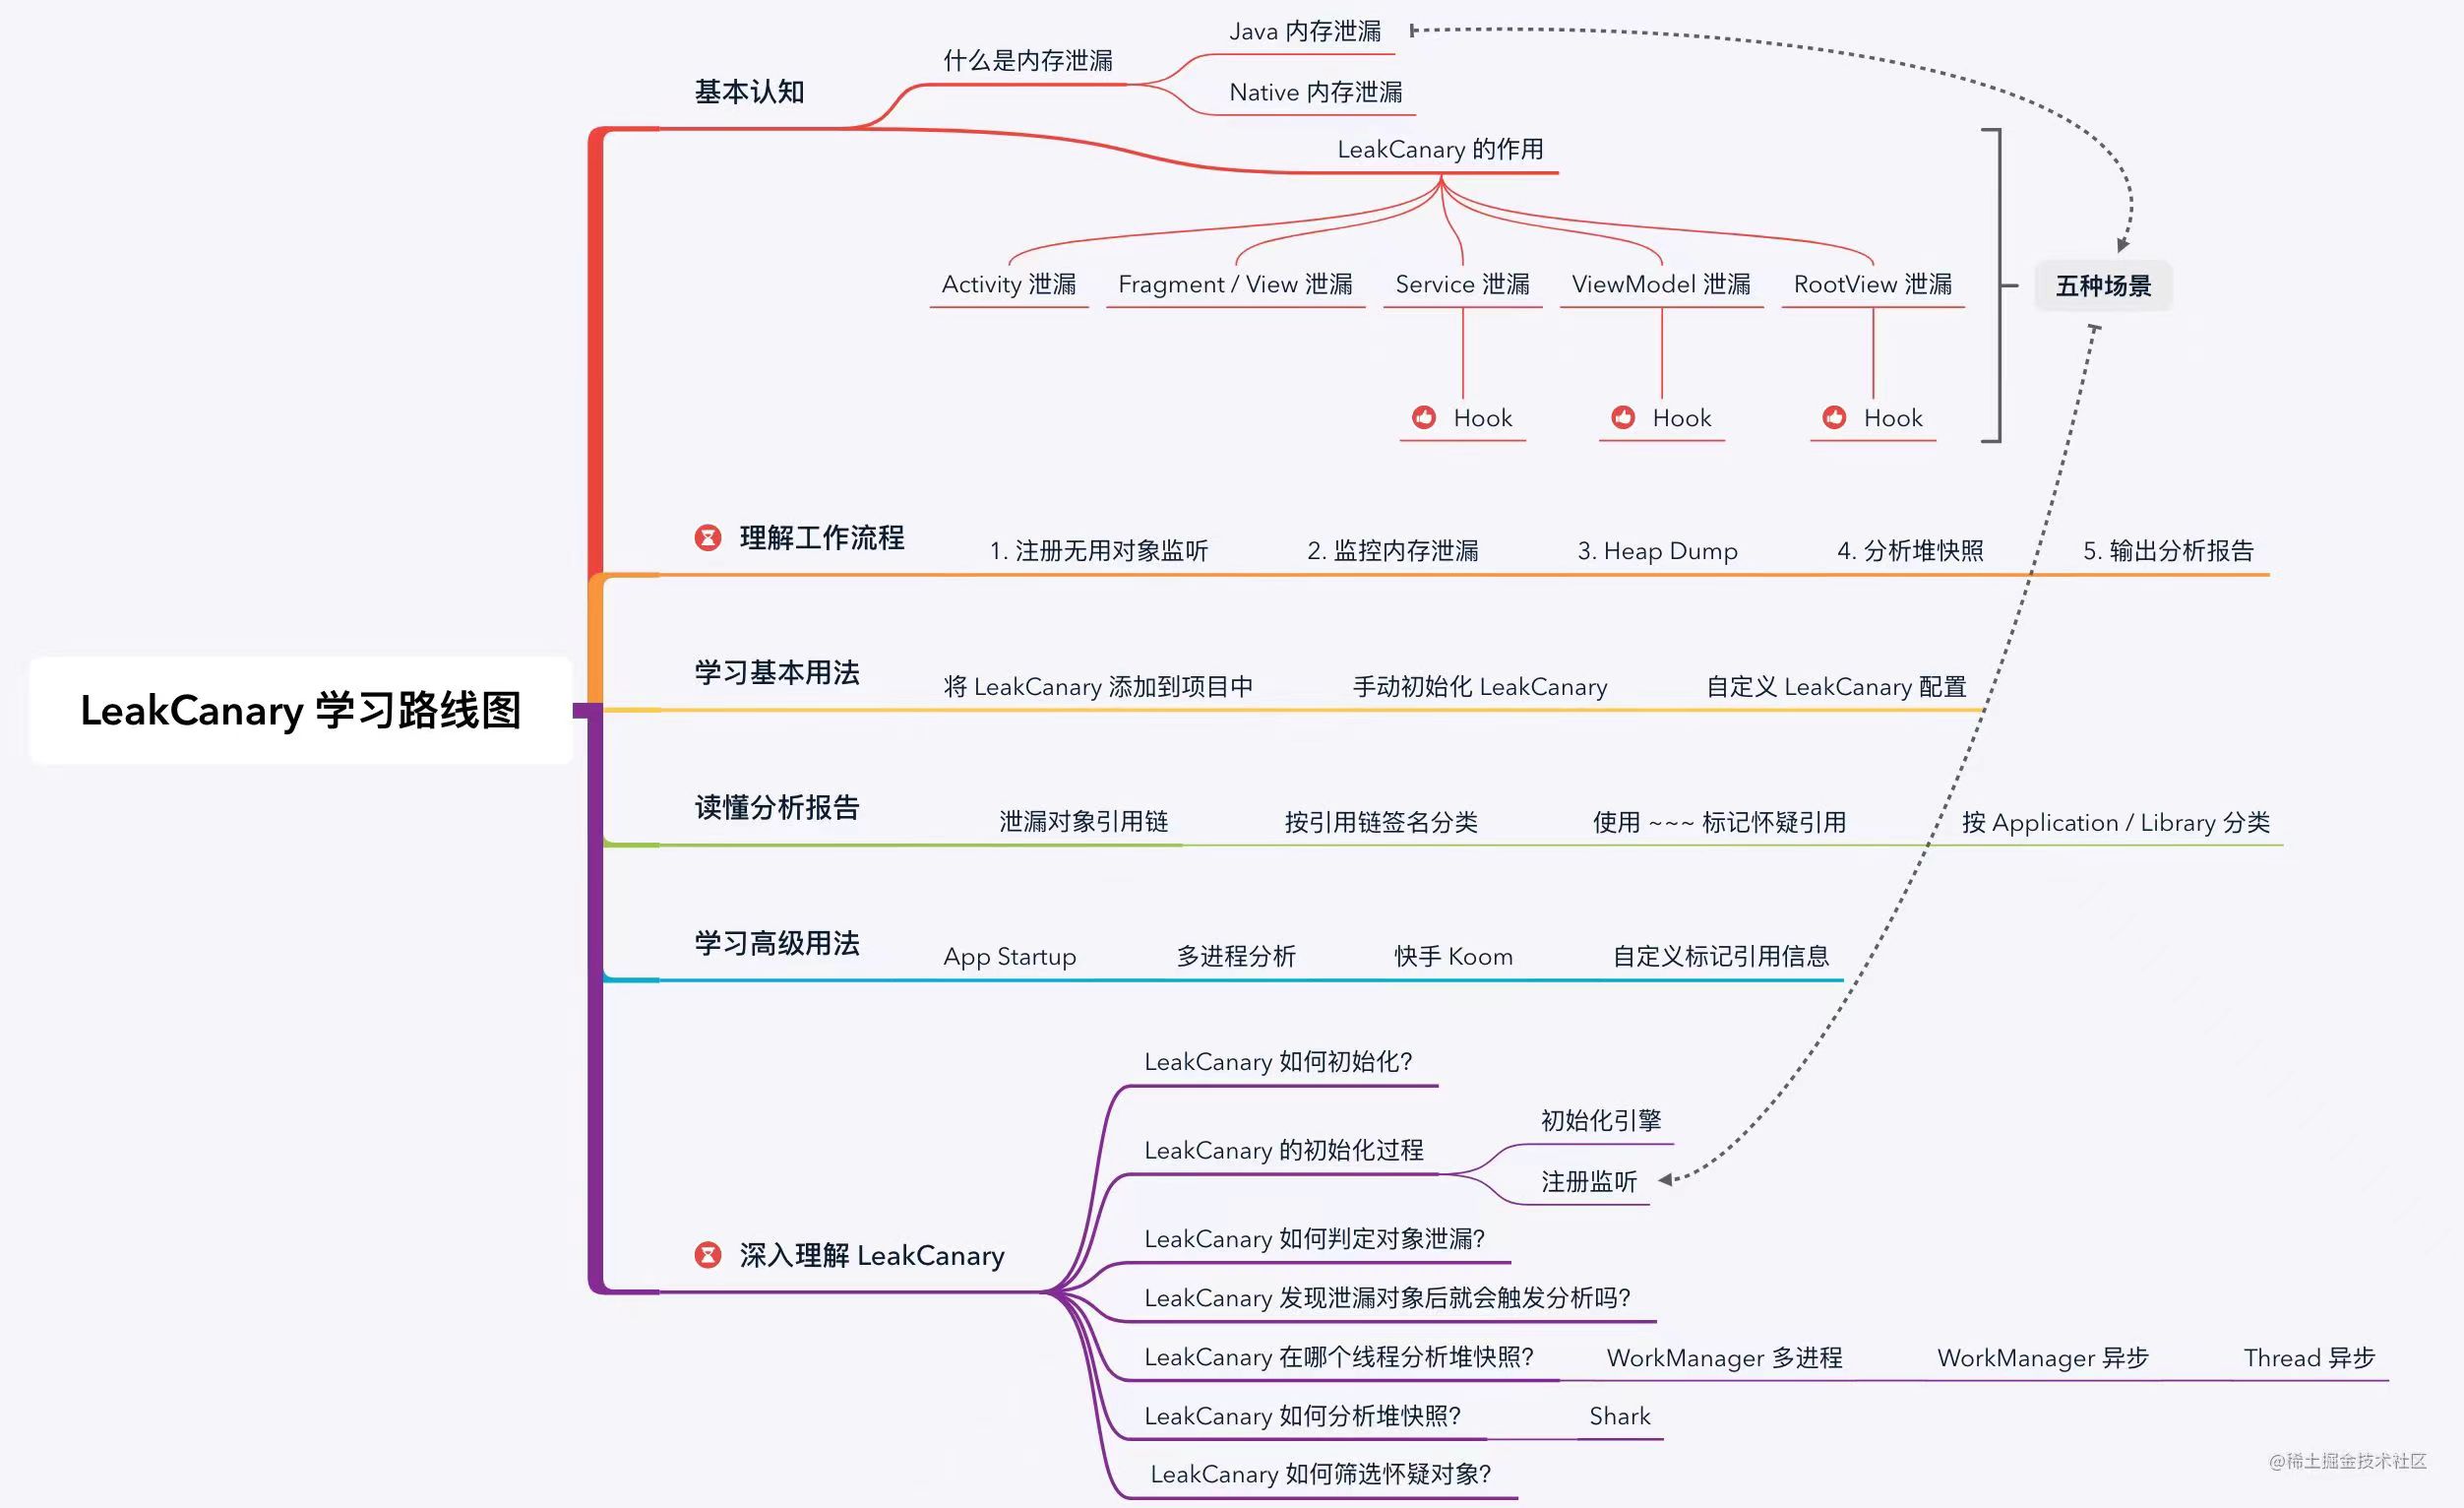 LeakCanary 学习路线图
基本认知
什么是内存泄漏
Java 内存泄漏
Native 内存泄漏
LeakCanary 的作用
Activity 泄漏
Fragment / View 泄漏
Service 泄漏
ViewModel 泄漏
RootView 泄漏
Hook
Hook
Hook
五种场景
理解工作流程
1. 注册无用对象监听
2. 监控内存泄漏
3. Heap Dump
4. 分析堆快照
5. 输出分析报告
学习基本用法
将 LeakCanary 添加到项目中
手动初始化 LeakCanary
自定义 LeakCanary 配置
读懂分析报告
泄漏对象引用链
按引用链签名分类
使用 ~~~ 标记怀疑引用
按 Application / Library 分类
学习高级用法
App Startup
多进程分析
快手 Koom
自定义标记引用信息
深入理解 LeakCanary
LeakCanary 如何初始化?
LeakCanary 的初始化过程
初始化引擎
注册监听
LeakCanary 如何判定对象泄漏?
LeakCanary 发现泄漏对象后就会触发分析吗?
LeakCanary 在哪个线程分析堆快照?
WorkManager 多进程
WorkManager 异步
Thread 异步
LeakCanary 如何分析堆快照?
Shark
LeakCanary 如何筛选怀疑对象?
@稀土掘金技术社区